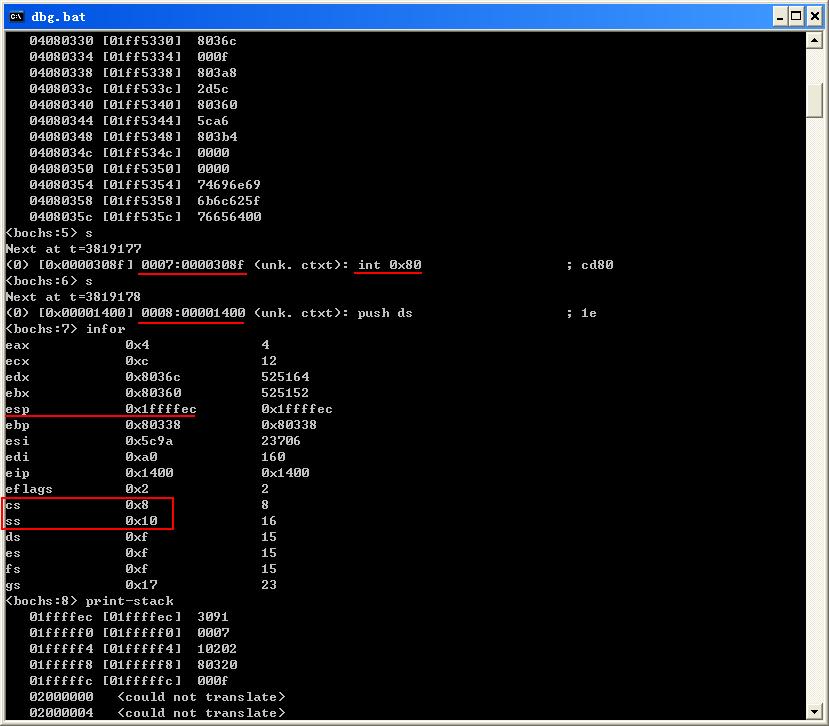 dbg.bat
04080330 [01ff5330] 8036c
04080334 [01ff5334] 000f
04080338 [01ff5338] 803a8
0408033c [01ff533c] 2d5c
04080340 [01ff5340] 80360
04080344 [01ff5344] 5ca6
04080348 [01ff5348] 803b4
0408034c [01ff534c] 0000
04080350 [01ff5350] 0000
04080354 [01ff5354] 74696e69
04080358 [01ff5358] 6b6c625f
0408035c [01ff535c] 76656400
<bochs:5> s
Next at t=3819177
(0) [0x0000308f] 0007:0000308f (unk. ctxt): int 0x80 ; cd80
<bochs:6> s
Next at t=3819178
(0) [0x00001400] 0008:00001400 (unk. ctxt): push ds ; 1e
<bochs:7> infor
eax 0x4 4
ecx 0xc 12
edx 0x8036c 525164
ebx 0x80360 525152
esp 0x1ffffec 0x1ffffec
ebp 0x80338 0x80338
esi 0x5c9a 23706
edi 0xa0 160
eip 0x1400 0x1400
eflags 0x2 2
cs 0x8 8
ss 0x10 16
ds 0xf 15
es 0xf 15
fs 0xf 15
gs 0x17 23
<bochs:8> print-stack
01ffffec [01ffffec] 3091
01fffff0 [01fffff0] 0007
01fffff4 [01fffff4] 10202
01fffff8 [01fffff8] 80320
01fffffc [01fffffc] 000f
02000000 <could not translate>
02000004 <could not translate>